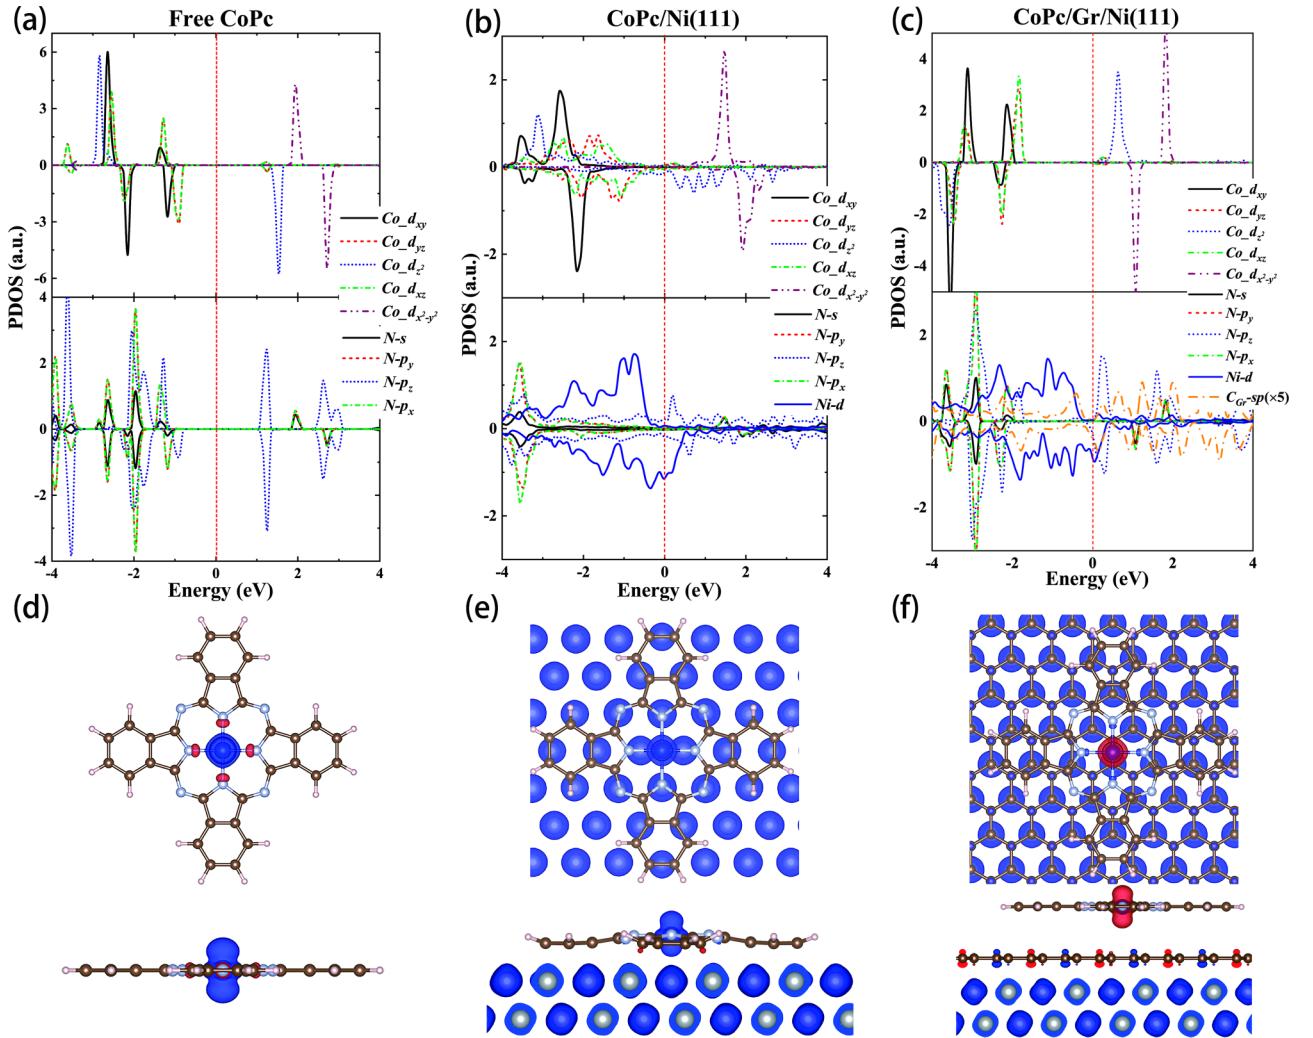 (a) Free CoPc
6
3
0
-3
-6
Co_dxy
Co_dyz
Co_dz²
Co_dxz
Co_dx²-y²
4
2
0
-2
-4
N-s
N-py
N-pz
N-px
PDOS (a.u.)
-4 -2 0 2 4
Energy (eV)
(b) CoPc/Ni(111)
2
0
-2
Co_dxy
Co_dyz
Co_dz²
Co_dxz
Co_dx²-y²
2
0
-2
N-s
N-py
N-pz
N-px
Ni-d
PDOS (a.u.)
-4 -2 0 2 4
Energy (eV)
(c) CoPc/Gr/Ni(111)
4
2
0
-2
-4
Co_dxy
Co_dyz
Co_dz²
Co_dxz
Co_dx²-y²
2
0
-2
N-s
N-py
N-pz
N-px
Ni-d
CGr-sp(×5)
PDOS (a.u.)
-4 -2 0 2 4
Energy (eV)
(d)
(e)
(f)